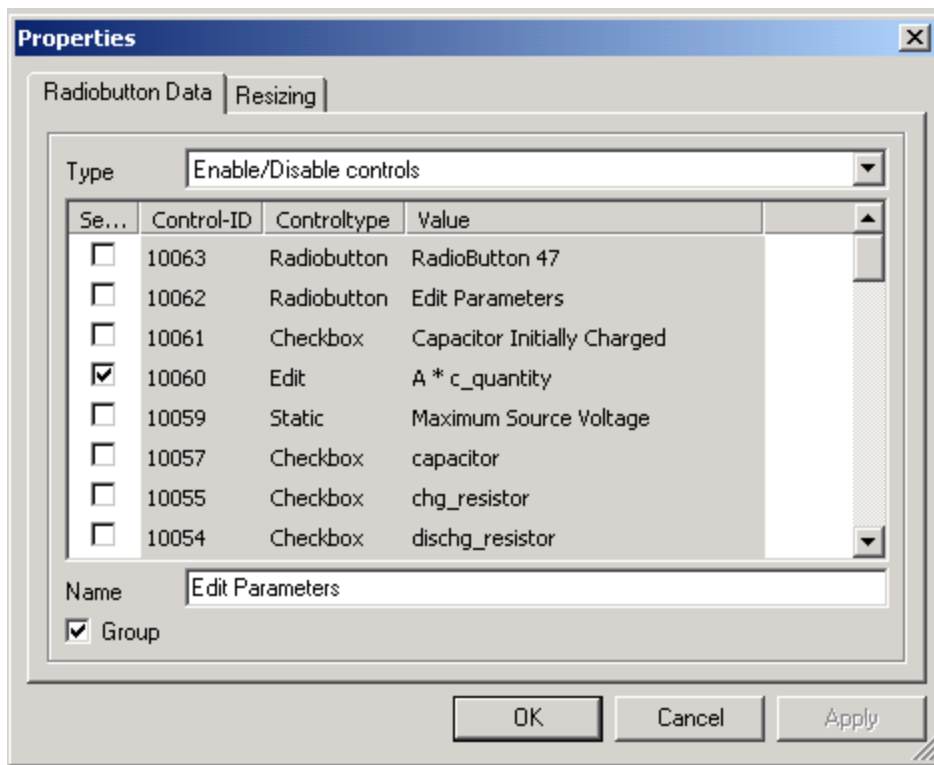 Properties
Radiobutton Data Resizing
Type Enable/Disable controls
Se... Control-ID Controltype Value
10063 Radiobutton RadioButton 47
10062 Radiobutton Edit Parameters
10061 Checkbox Capacitor Initially Charged
10060 Edit A * c_quantity
10059 Static Maximum Source Voltage
10057 Checkbox capacitor
10055 Checkbox chg_resistor
10054 Checkbox dischg_resistor
Name Edit Parameters
Group
OK Cancel Apply